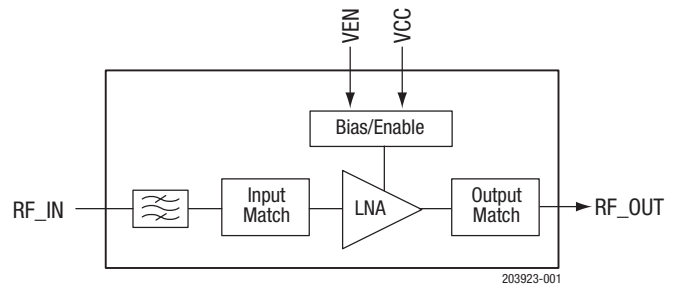 VEN
VCC
Bias/Enable
RF_IN
Input
Match
LNA
Output
Match
RF_OUT
203923-001